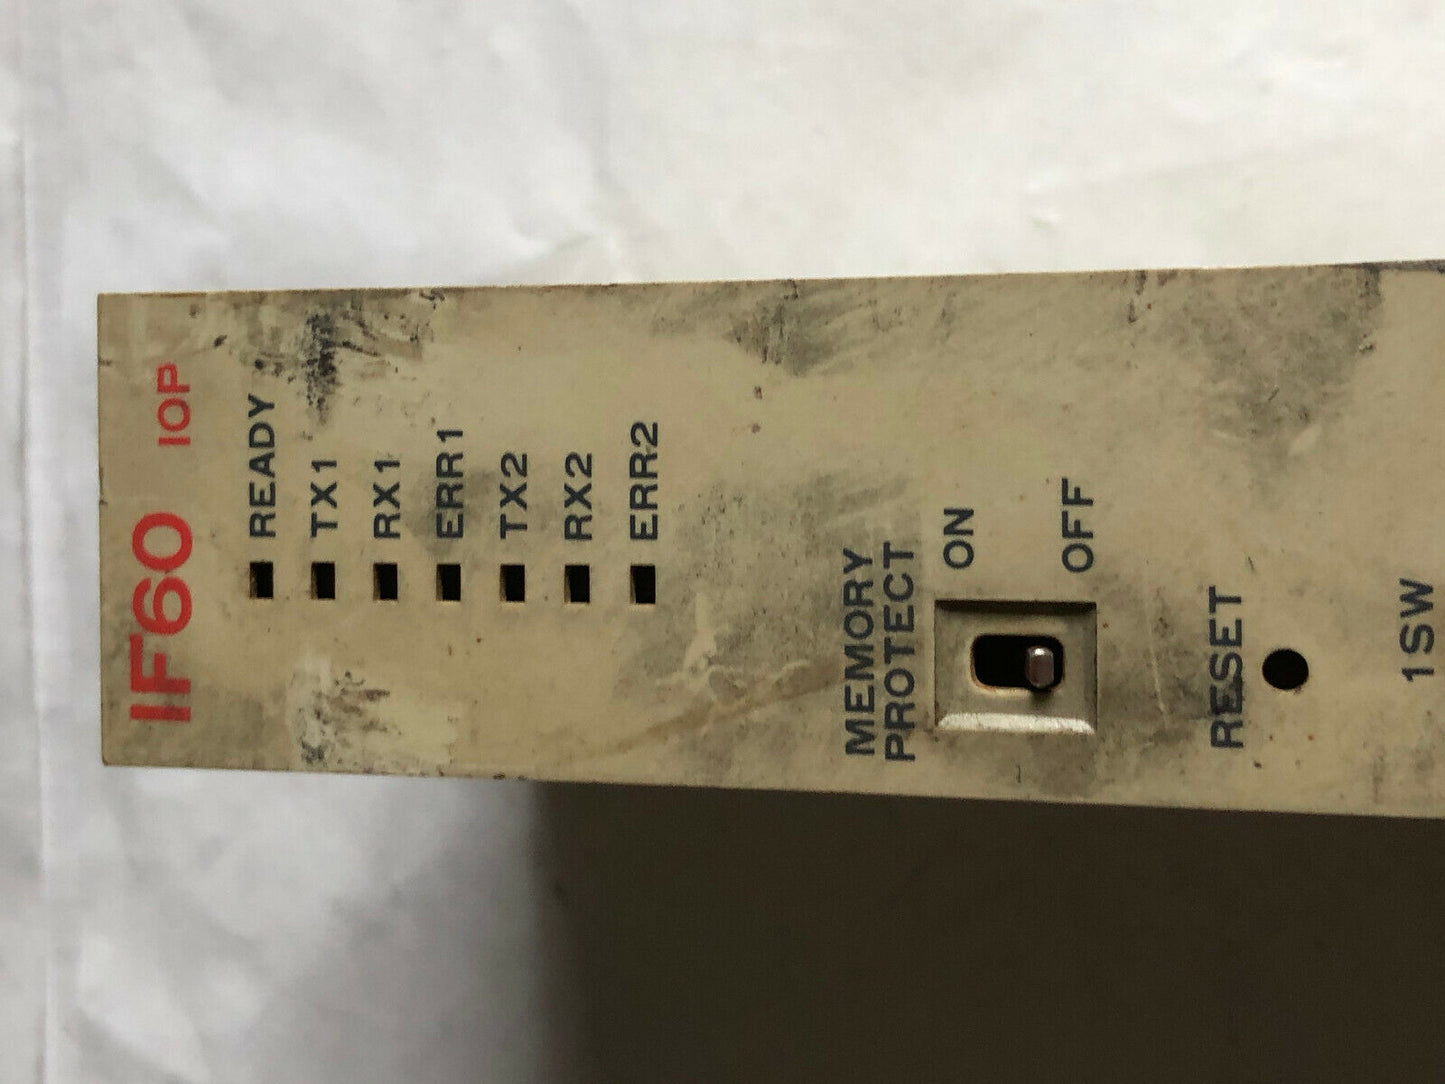 IF60 IOP
READY
TX1
RX1
ERR1
TX2
RX2
ERR2
MEMORY
PROTECT
ON
OFF
RESET
1SW